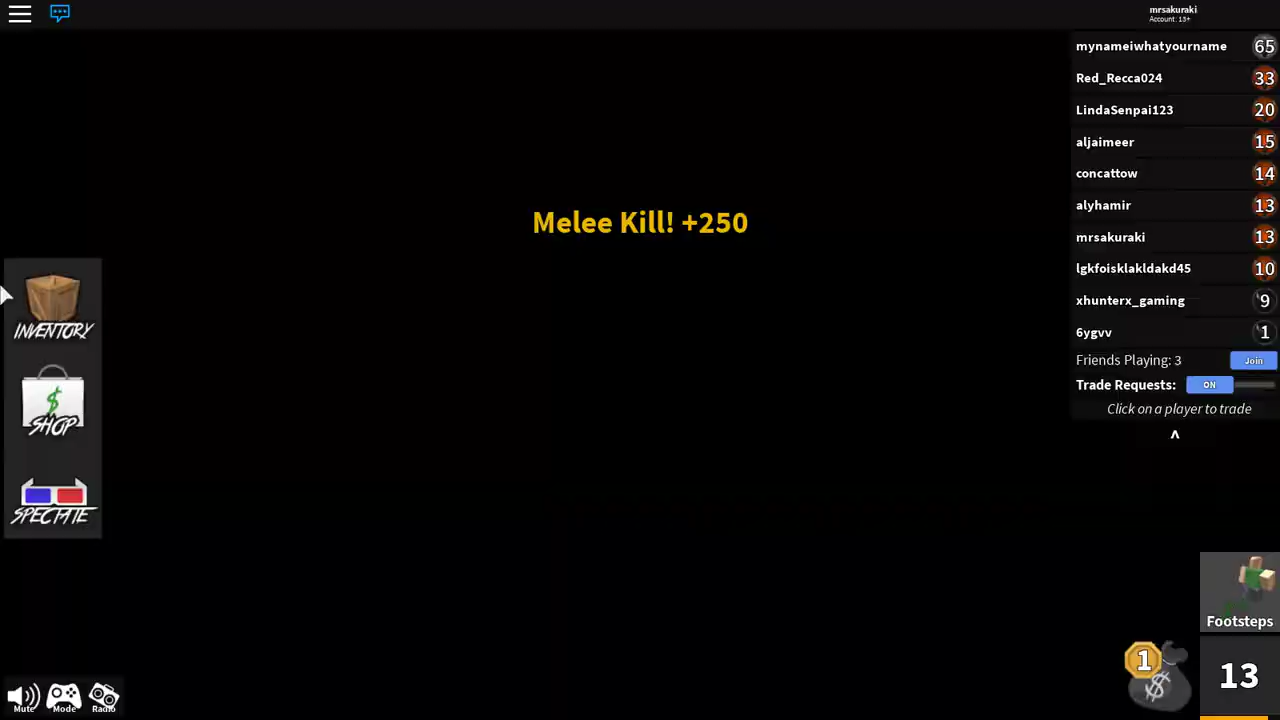 mrsakuraki
Account: 13+
mynameiwhatyourname 65
Red_Recca024 33
LindaSenpai123 20
aljaimeer 15
concattow 14
alyhamir 13
mrsakuraki 13
lgkfoisklakldakd45 10
xhunterx_gaming 9
6ygvv 1
Friends Playing: 3 Join
Trade Requests: ON
Click on a player to trade
^
Melee Kill! +250
INVENTORY
$
SHOP
SPECTATE
Mute Mode Radio
Footsteps
1
$
13